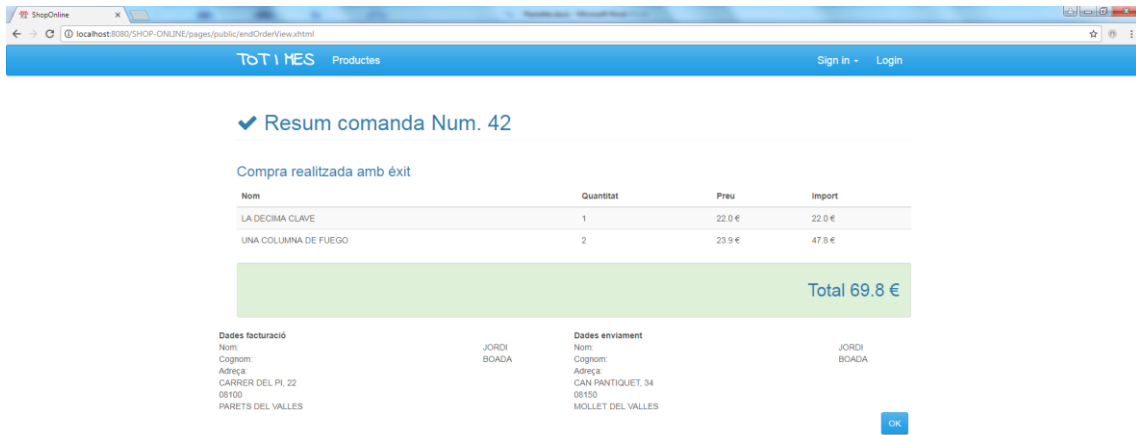 ShopOnline
localhost:8080/SHOP-ONLINE/pages/public/endOrderView.xhtml
TOT I MES Productes Sign in Login
Resum comanda Num. 42
Compra realitzada amb éxit
Nom Quantitat Preu Import
LA DECIMA CLAVE 1 22.0 € 22.0 €
UNA COLUMNA DE FUEGO 2 23.9 € 47.8 €
Total 69.8 €
Dades facturació
Nom: JORDI
Cognom: BOADA
Adreça:
CARRER DEL PI, 22
08100
PARETS DEL VALLES
Dades enviament
Nom: JORDI
Cognom: BOADA
Adreça:
CAN PANTIQUET, 34
08150
MOLLET DEL VALLES
OK